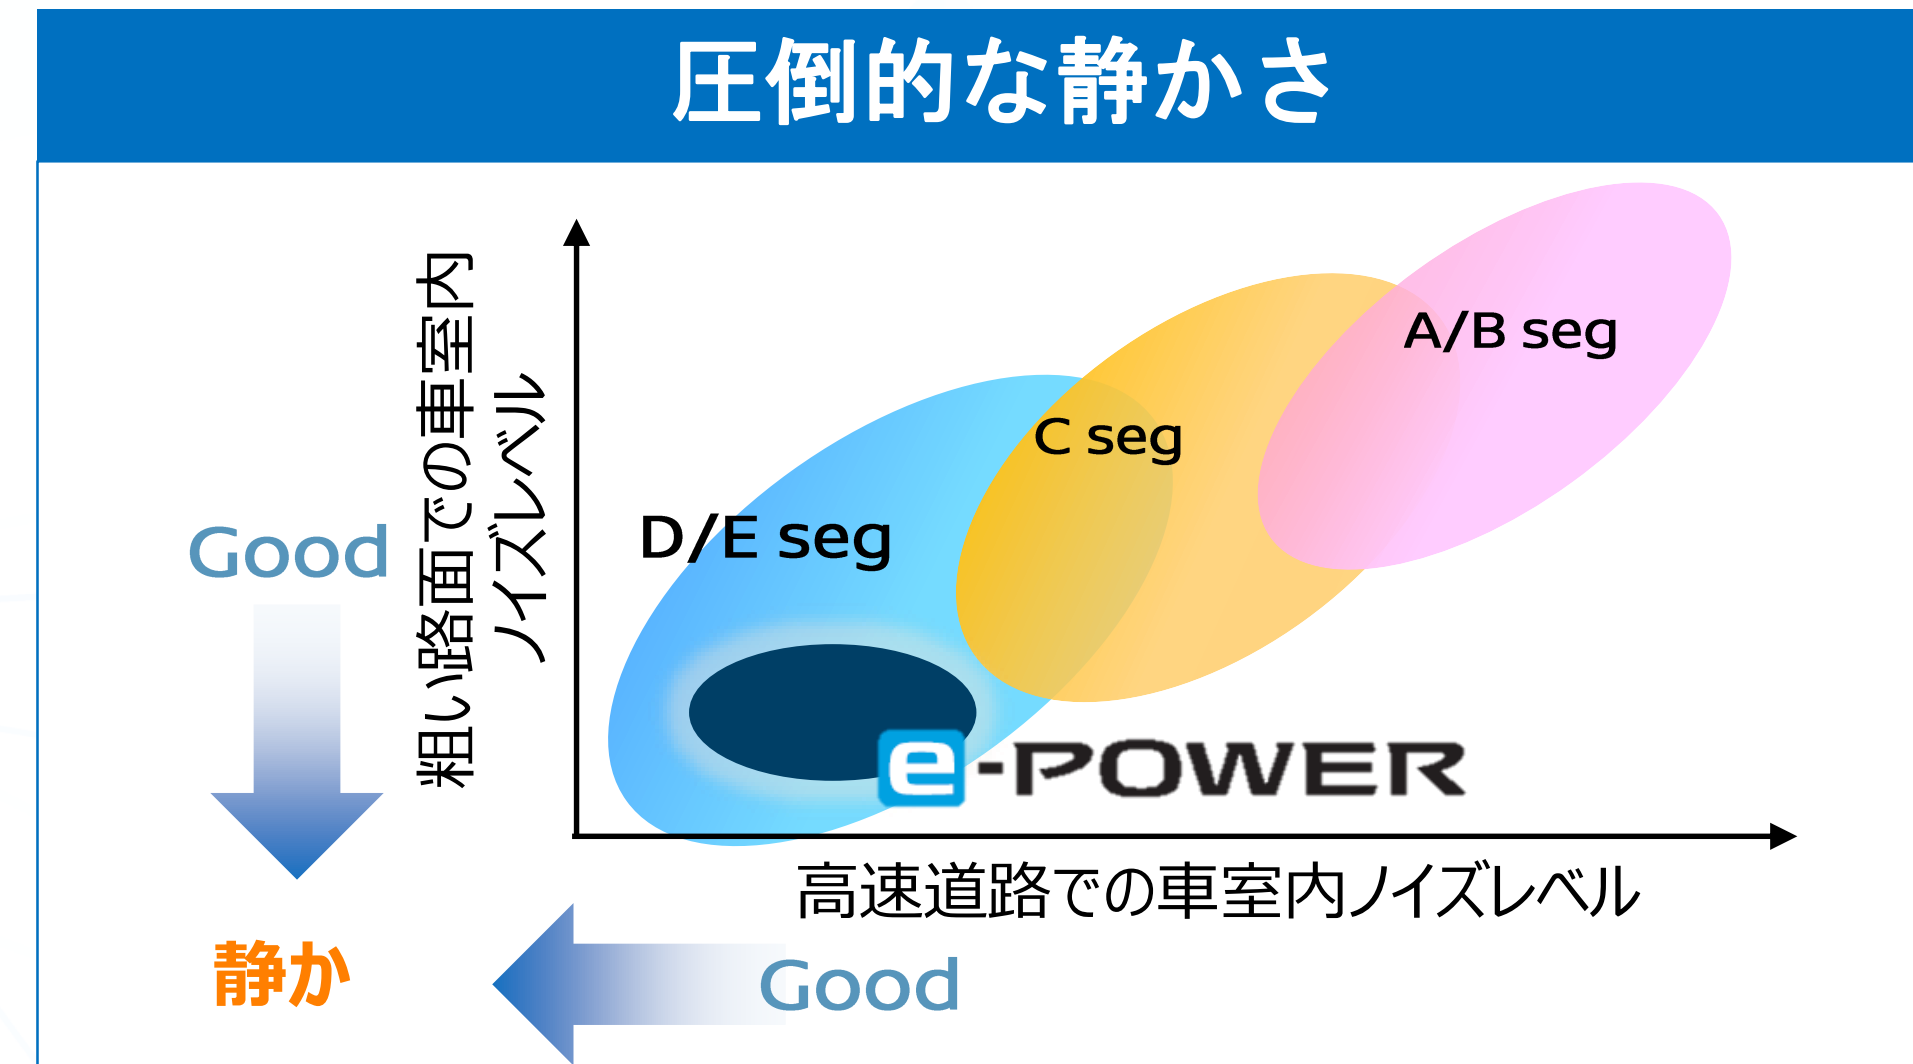 圧倒的な静かさ
粗い路面での車室内
ノイズレベル
A/B seg
C seg
D/E seg
Good
e-POWER
高速道路での車室内ノイズレベル
静か
Good